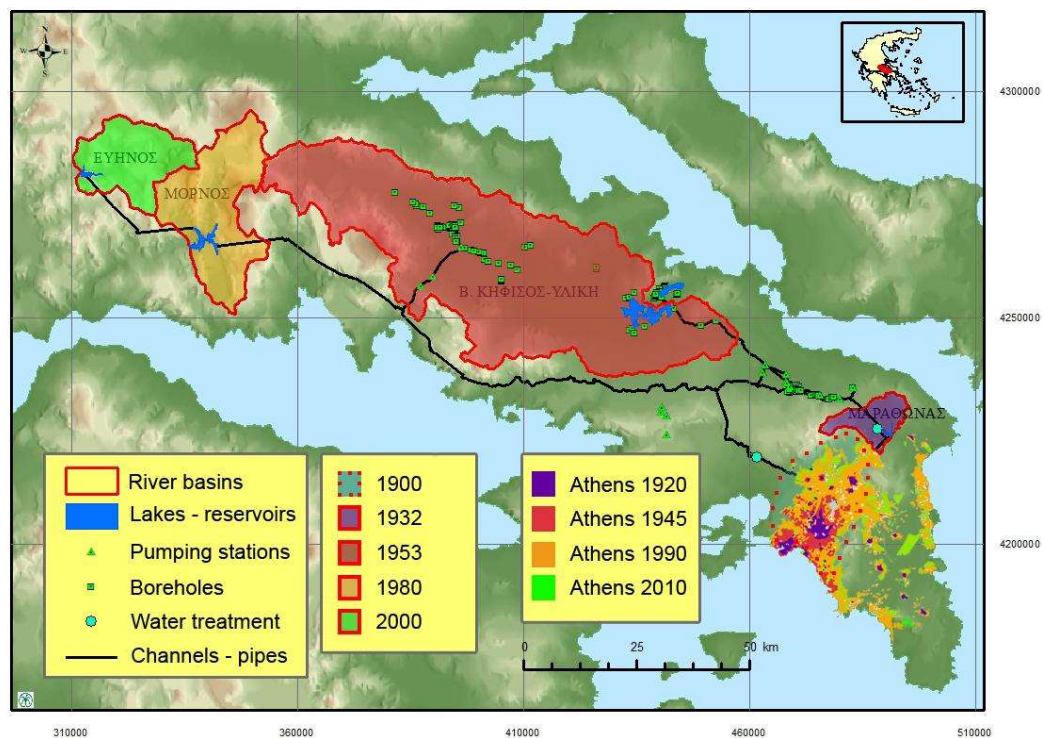 N
W E
S
4300000
ΕΥΗΝΟΣ
ΜΟΡΝΟΣ
Β. ΚΗΦΙΣΟΣ-ΥΛΙΚΗ
4250000
ΜΑΡΑΘΩΝΑΣ
River basins
Lakes - reservoirs
Pumping stations
Boreholes
Water treatment
Channels - pipes
1900
1932
1953
1980
2000
Athens 1920
Athens 1945
Athens 1990
Athens 2010
4200000
0 25 50 km
310000 360000 410000 460000 510000